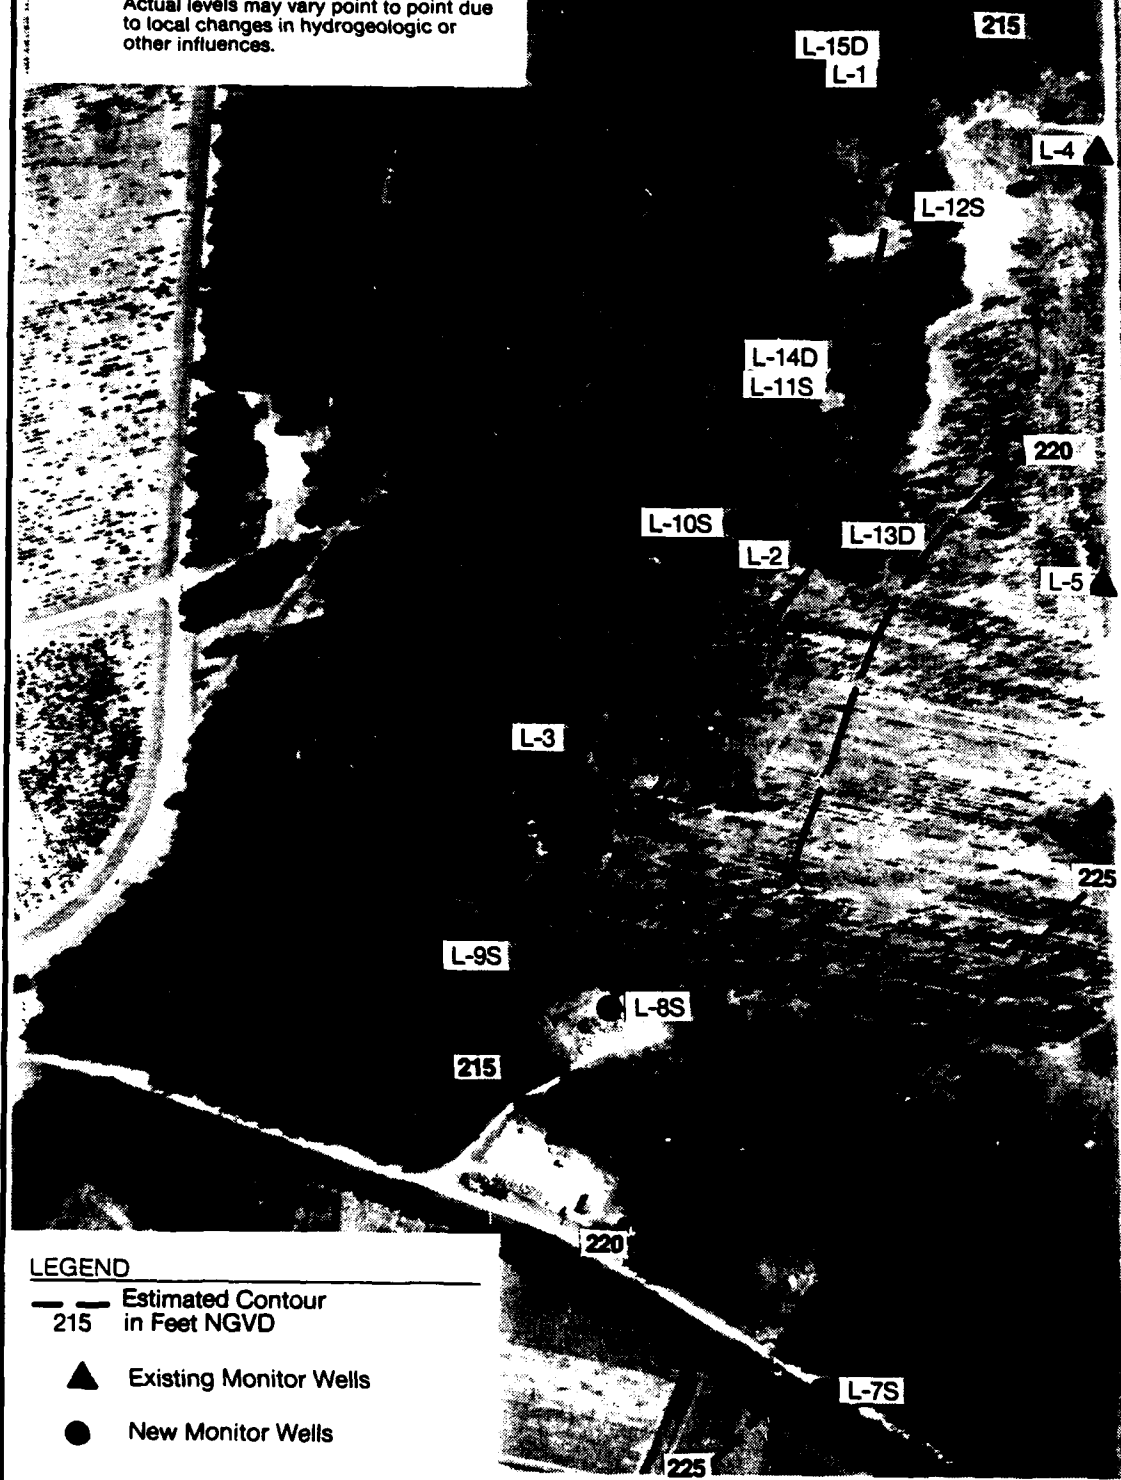 Actual levels may vary point to point due
to local changes in hydrogeologic or
other influences.
215
L-15D
L-1
L-4
L-12S
L-14D
L-11S
220
L-10S
L-13D
L-2
L-5
L-3
225
L-9S
L-8S
215
220
LEGEND
Estimated Contour
215 in Feet NGVD
Existing Monitor Wells
New Monitor Wells
L-7S
225